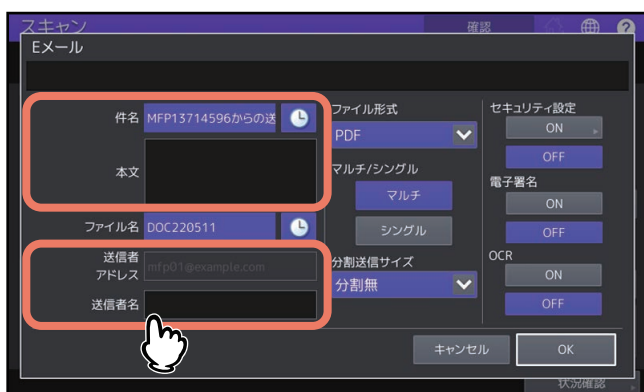 スキャン
確認
Eメール
件名 MFP13714596からの送
本文
ファイル名 DOC220511
送信者
アドレス mfp01@example.com
送信者名
ファイル形式
PDF
マルチ/シングル
マルチ
シングル
分割送信サイズ
分割無
セキュリティ設定
ON
OFF
電子署名
ON
OFF
OCR
ON
OFF
キャンセル
OK
状況確認